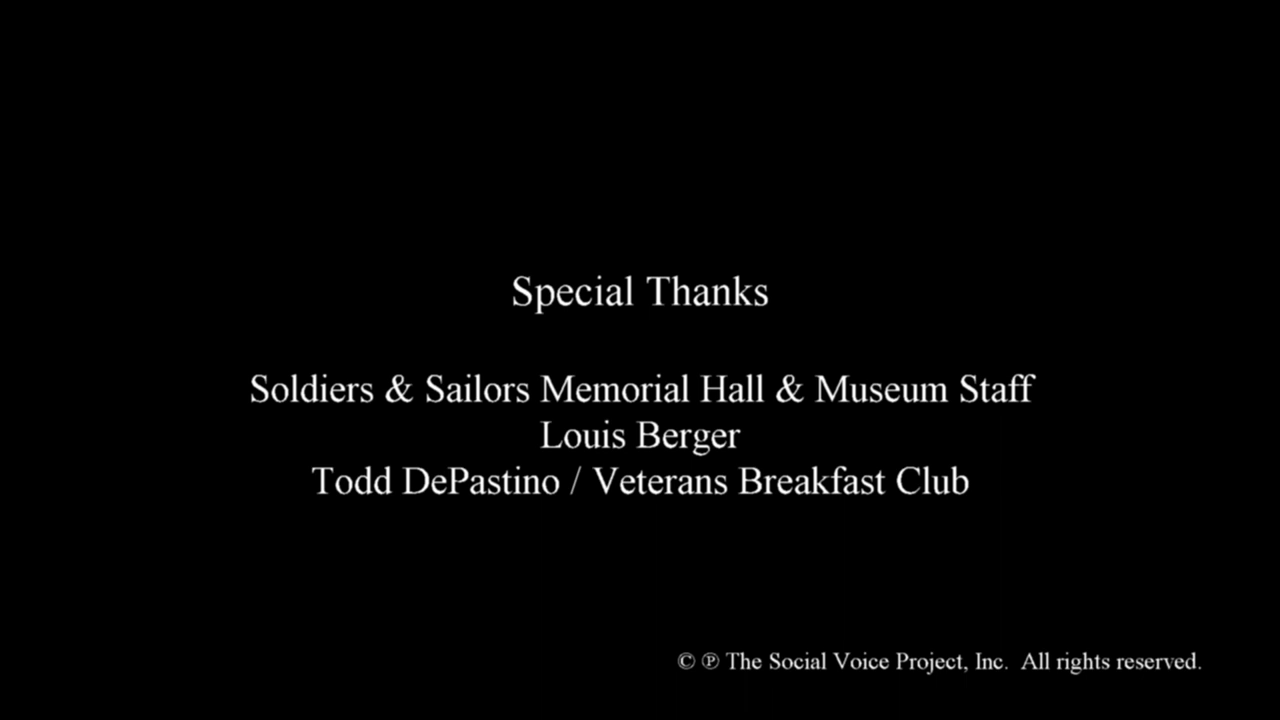 Special Thanks
Soldiers & Sailors Memorial Hall & Museum Staff
Louis Berger
Todd DePastino / Veterans Breakfast Club
© ℗ The Social Voice Project, Inc.  All rights reserved.